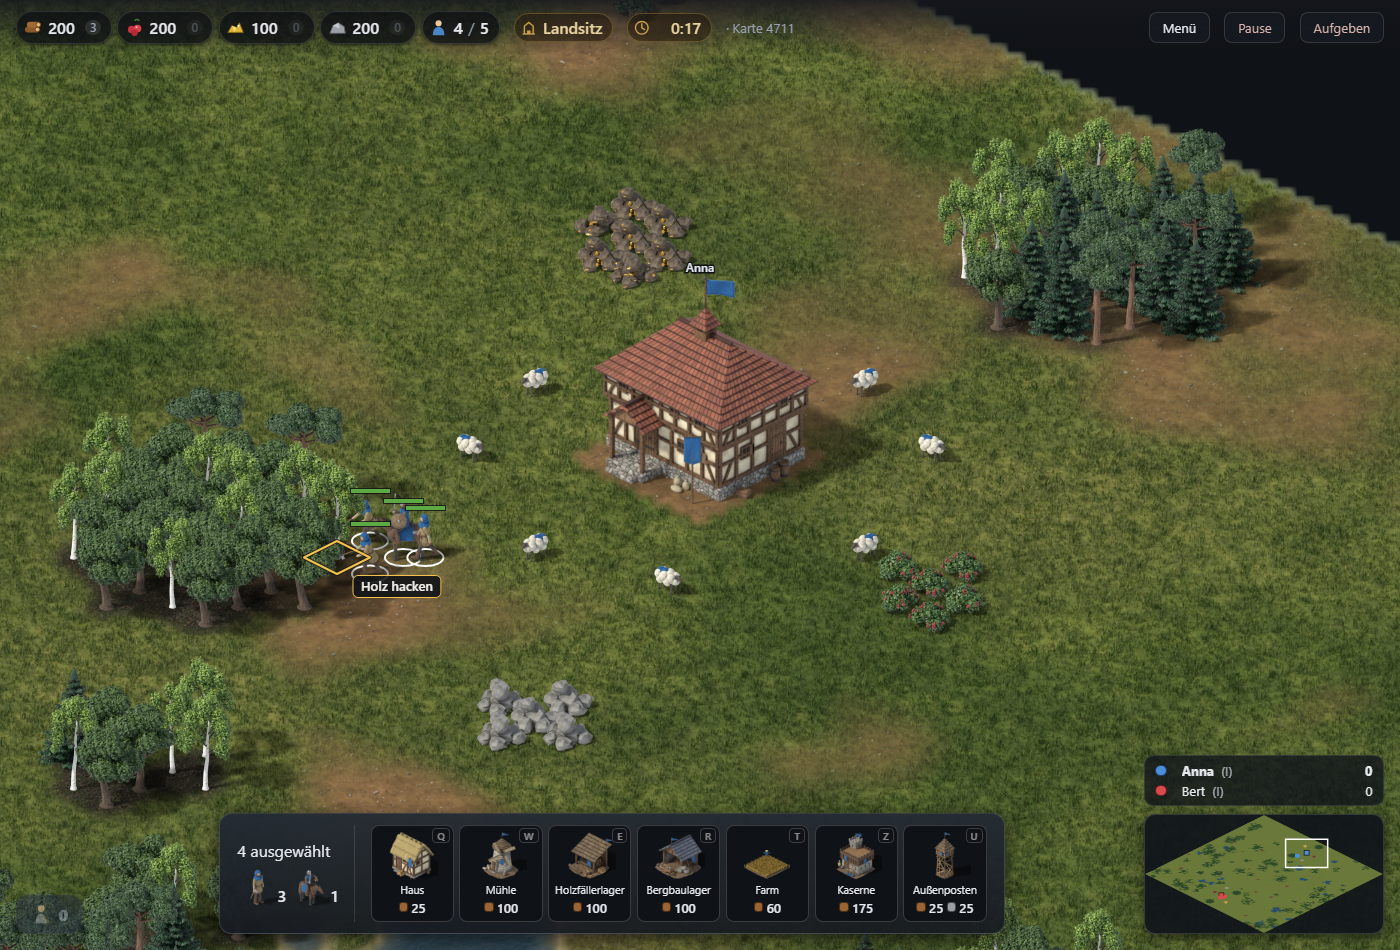 200 3 200 0 100 0 200 0 4 / 5 Landsitz 0:17 · Karte 4711 Menü Pause Aufgeben
Anna
Holz hacken
Anna (I) 0
Bert (I) 0
4 ausgewählt
3 1
Q W E R T Z U
Haus Mühle Holzfällerlager Bergbaulager Farm Kaserne Außenposten
25 100 100 100 60 175 25 25
0